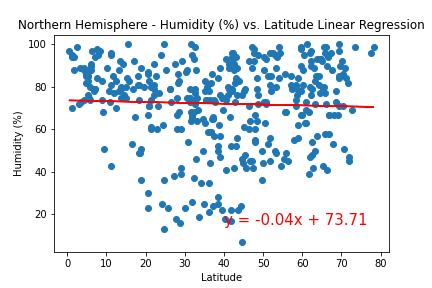 Northern Hemisphere - Humidity (%) vs. Latitude Linear Regression
100
80
60
40
20
Humidity (%)
y = -0.04x + 73.71
0 10 20 30 40 50 60 70 80
Latitude